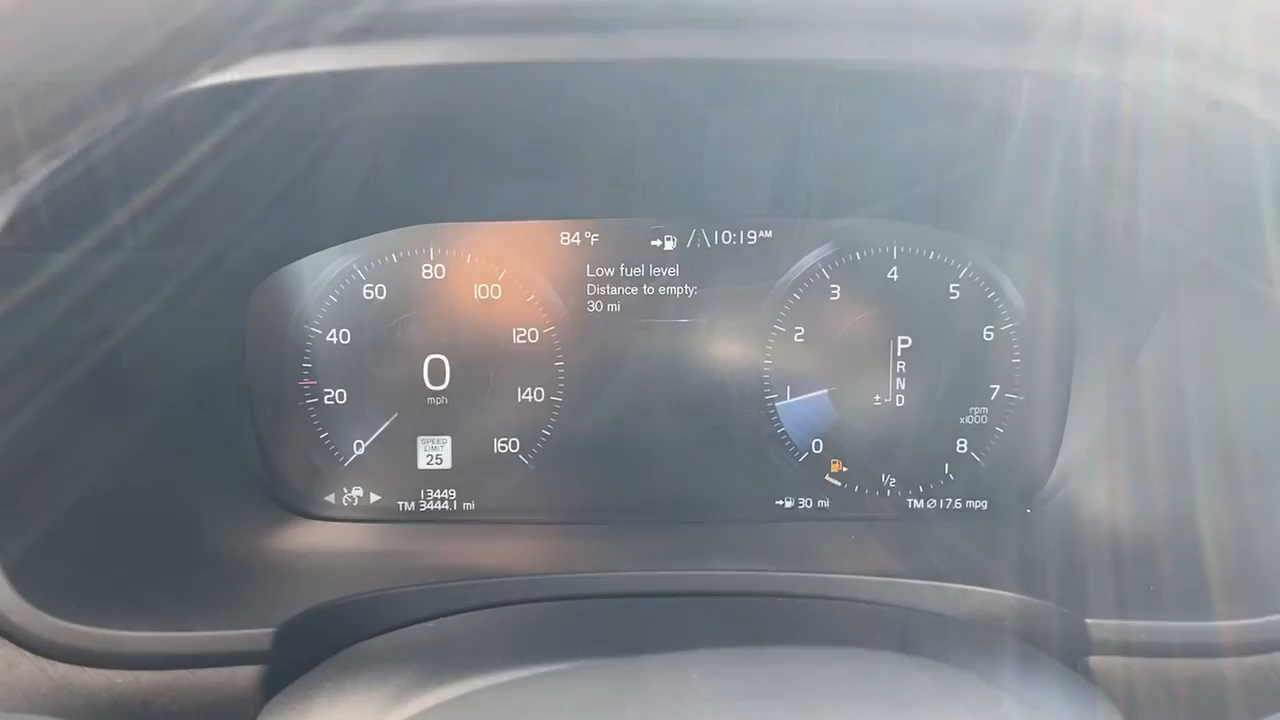 84 °F
10:19 AM
Low fuel level
Distance to empty:
30 mi
0
20
40
60
80
100
120
140
160
0
mph
SPEED
LIMIT
25
13449
TM 3444.1 mi
0
1
2
3
4
5
6
7
8
rpm
x1000
P
R
N
D
±
1/2
1
30 mi
TM Ø 17.6 mpg